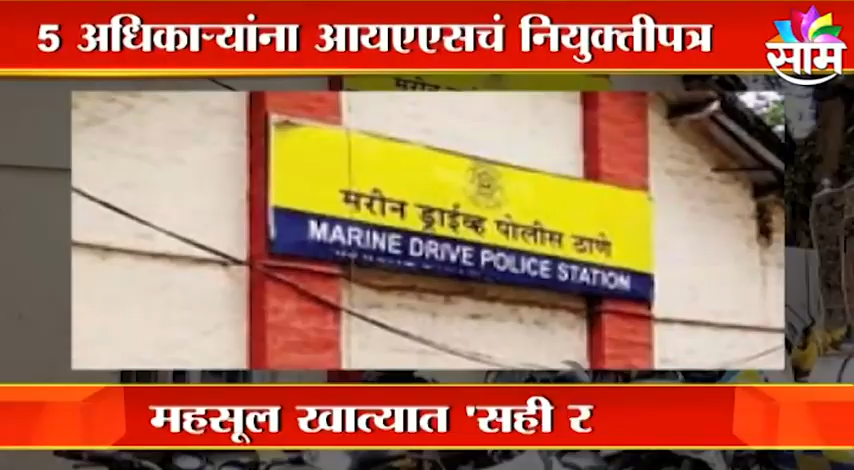 5 अधिकाऱ्यांना आयएएसचं नियुक्तीपत्र
साम
मरीन ड्राईव्ह पोलीस ठाणे
MARINE DRIVE POLICE STATION
महसूल खात्यात 'सही र